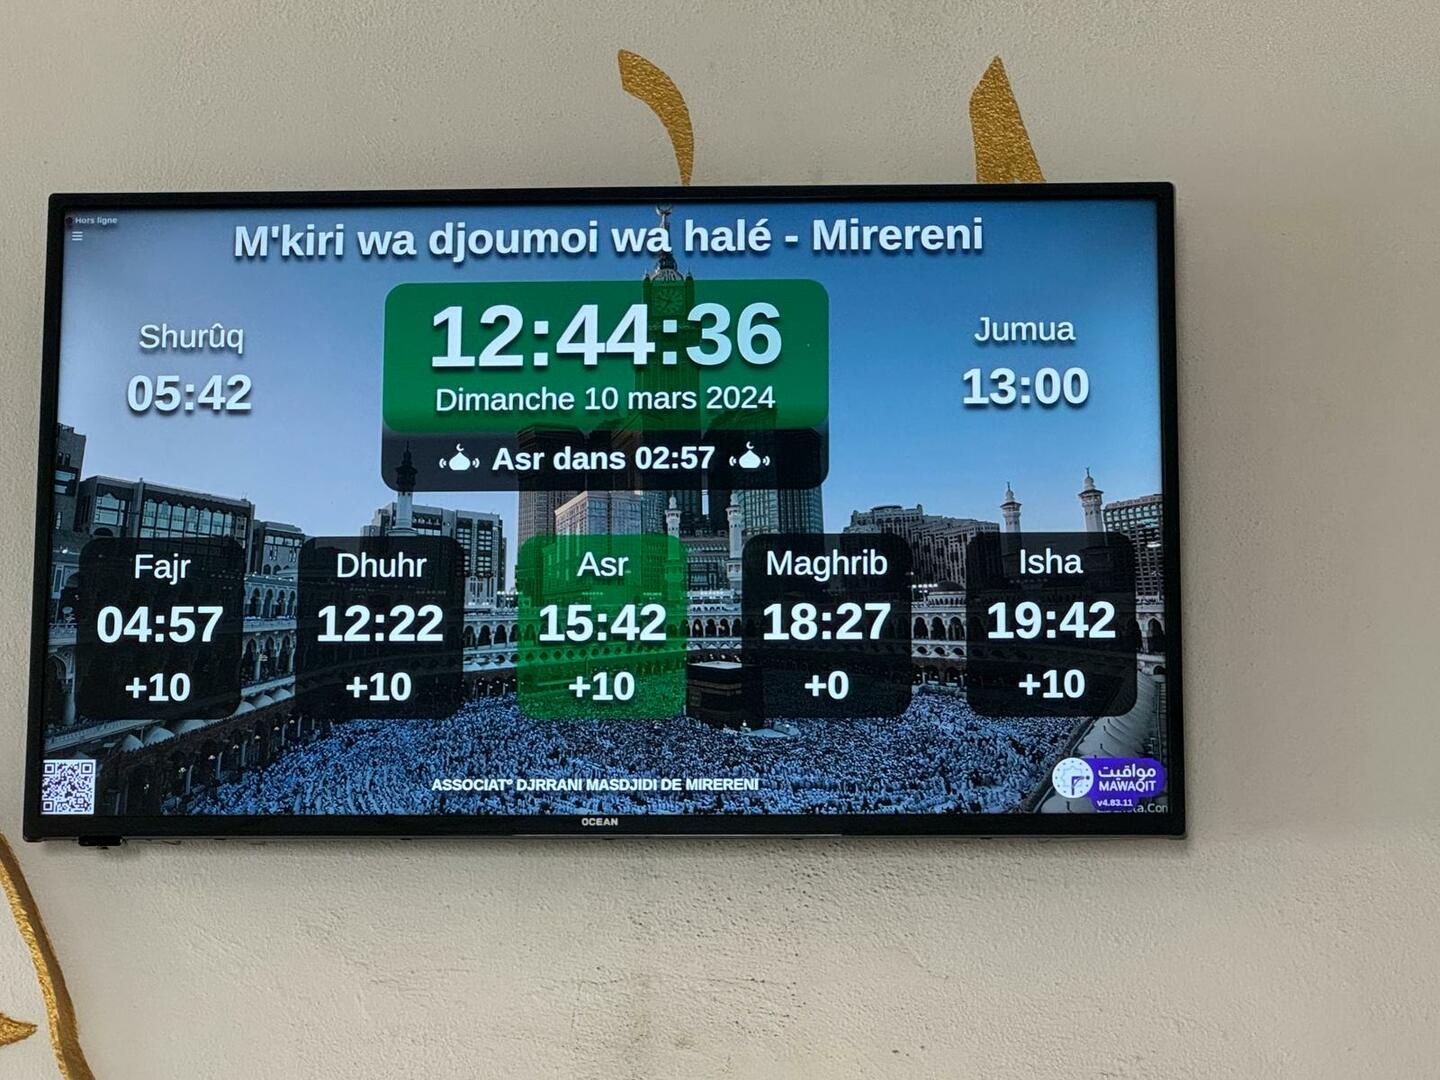 Hors ligne
M'kiri wa djoumoi wa halé - Mirereni
Shurûq
05:42
12:44:36
Dimanche 10 mars 2024
Asr dans 02:57
Jumua
13:00
Fajr
04:57
+10
Dhuhr
12:22
+10
Asr
15:42
+10
Maghrib
18:27
+0
Isha
19:42
+10
ASSOCIAT° DJRRANI MASDJIDI DE MIRERENI
مواقيت
MAWAQIT
v4.83.11
OCEAN